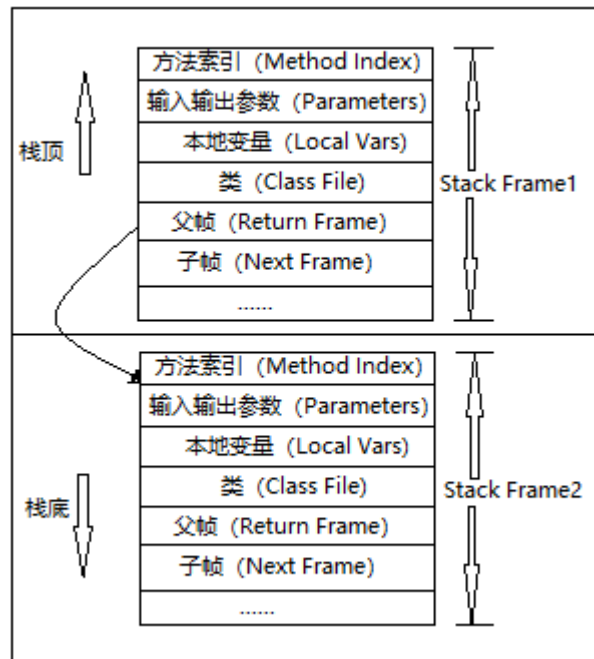 方法索引 (Method Index)
输入输出参数 (Parameters)
栈顶
本地变量 (Local Vars)
类 (Class File)
Stack Frame1
父帧 (Return Frame)
子帧 (Next Frame)
......
方法索引 (Method Index)
输入输出参数 (Parameters)
本地变量 (Local Vars)
类 (Class File)
Stack Frame2
栈底
父帧 (Return Frame)
子帧 (Next Frame)
......